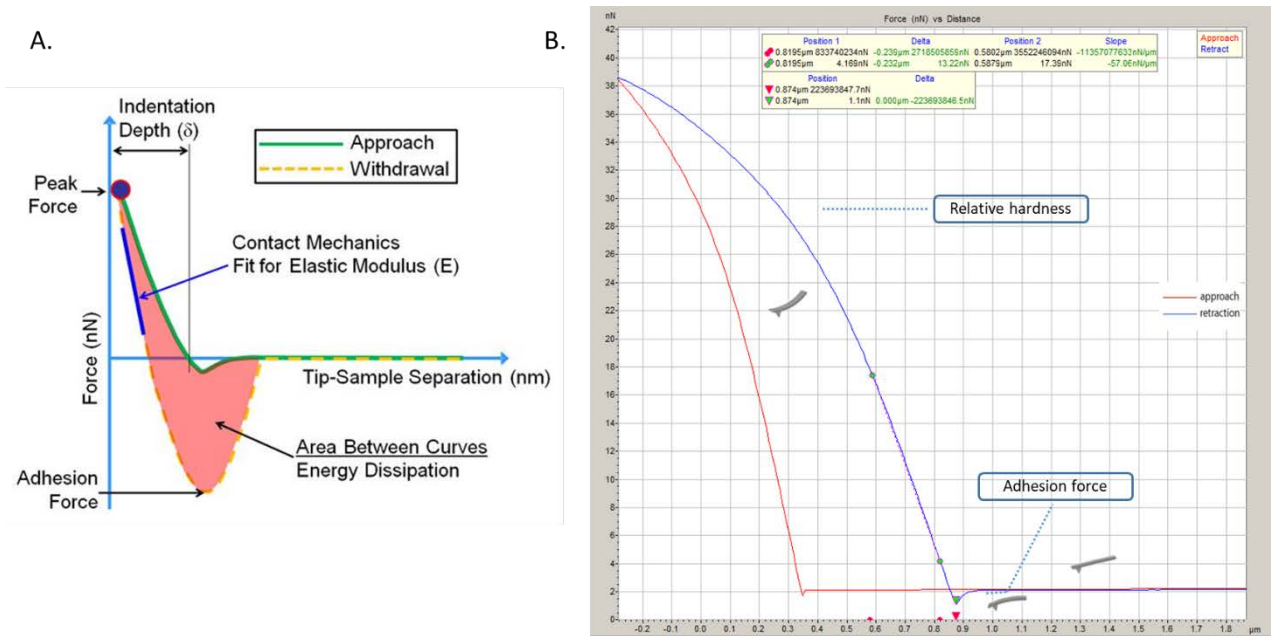 A.
B.
Indentation
Depth (δ)
Approach
Withdrawal
Peak
Force
Contact Mechanics
Fit for Elastic Modulus (E)
Force (nN)
Tip-Sample Separation (nm)
Area Between Curves
Energy Dissipation
Adhesion
Force
nN
Force (nN) vs Distance
Position 1 Delta Position 2 Slope
0.8195µm 833740234nN -0.239µm 2718505859nN 0.5802µm 3552246094nN -11357077633nN/µm
0.8195µm 4.169nN -0.232µm 13.22nN 0.5879µm 17.39nN -57.06nN/µm
Position Delta
0.874µm 223693847.7nN
0.874µm 1.1nN 0.000µm -223693846.5nN
Approach
Retract
Relative hardness
approach
retraction
Adhesion force
42
40
38
36
34
32
30
28
26
24
22
20
18
16
14
12
10
8
6
4
2
0
-0.2 -0.1 0.0 0.1 0.2 0.3 0.4 0.5 0.6 0.7 0.8 0.9 1.0 1.1 1.2 1.3 1.4 1.5 1.6 1.7 1.8 µm